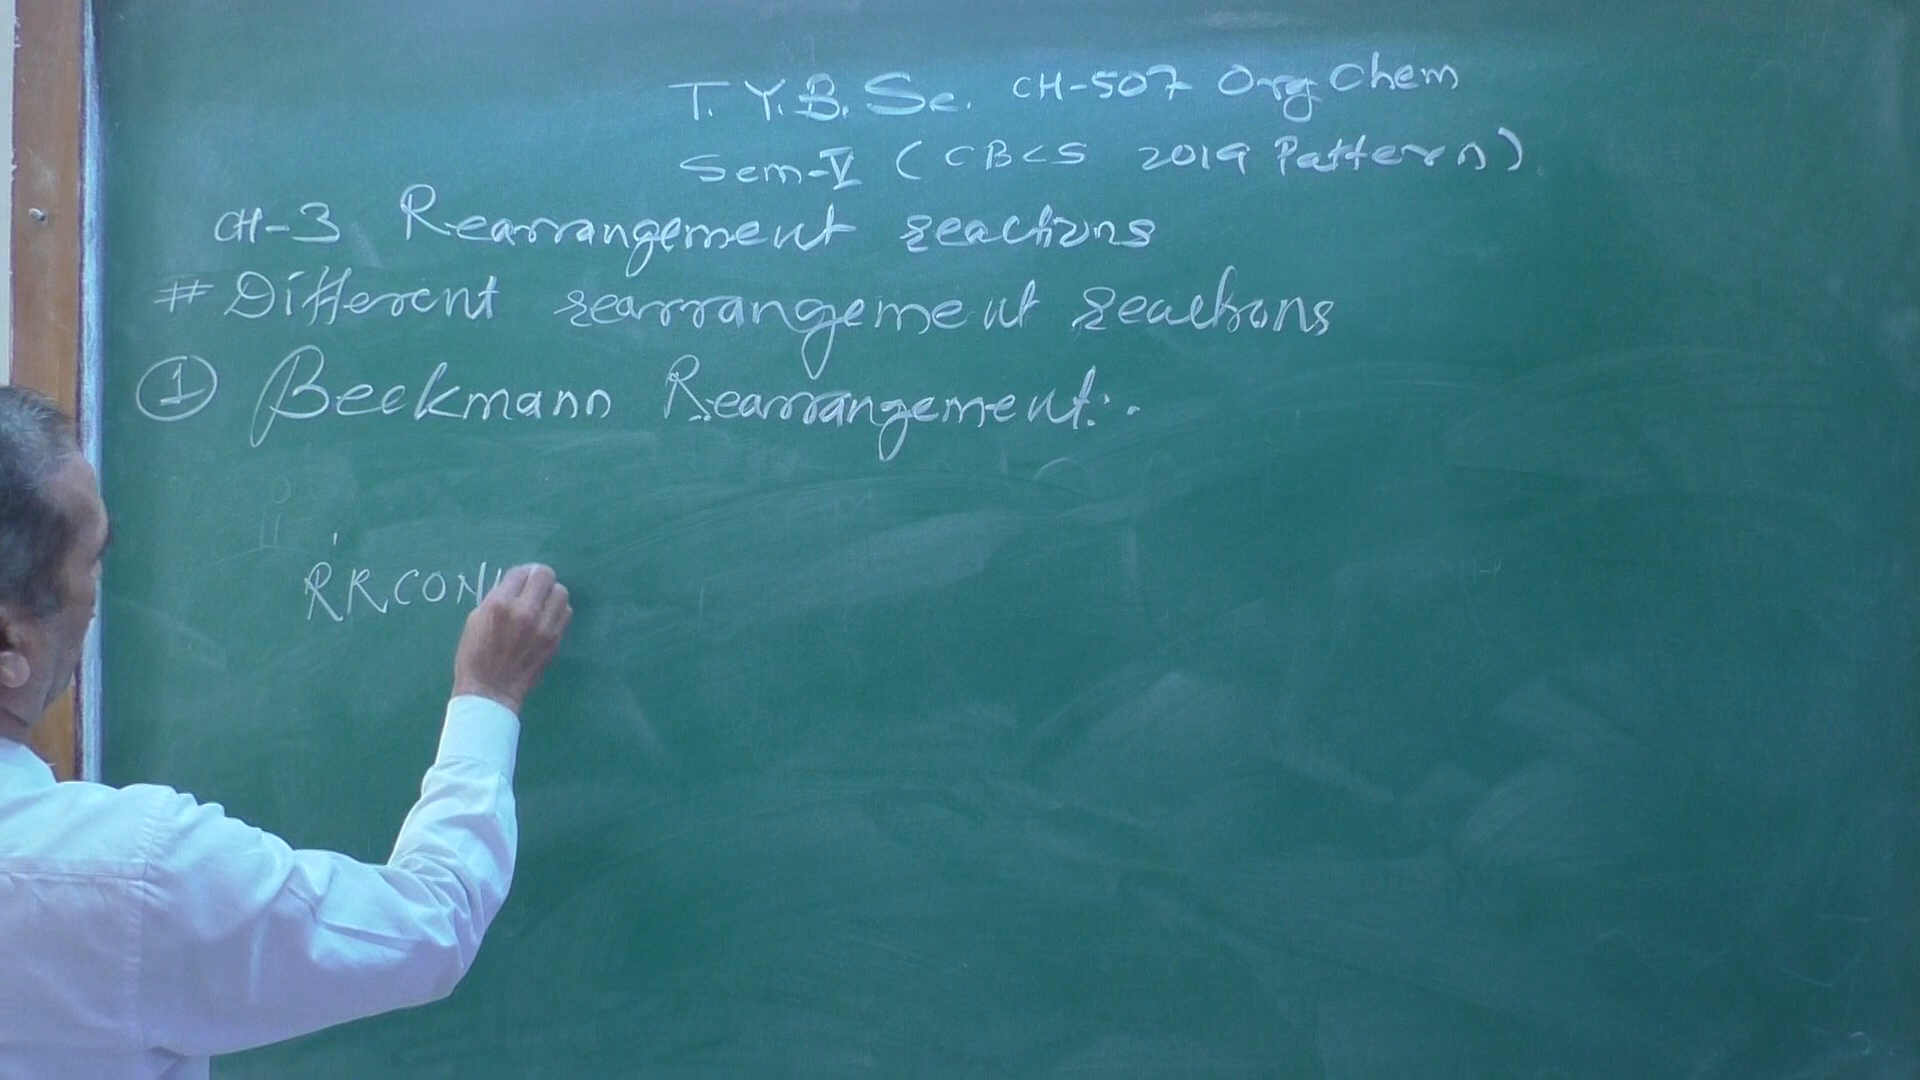 T.Y.B.Sc. CH-507 Org Chem
Sem-V (CBCS 2019 Pattern)
CH-3 Rearrangement reactions
# Different rearrangement reactions
① Beckmann Rearrangement:-
R'RCON